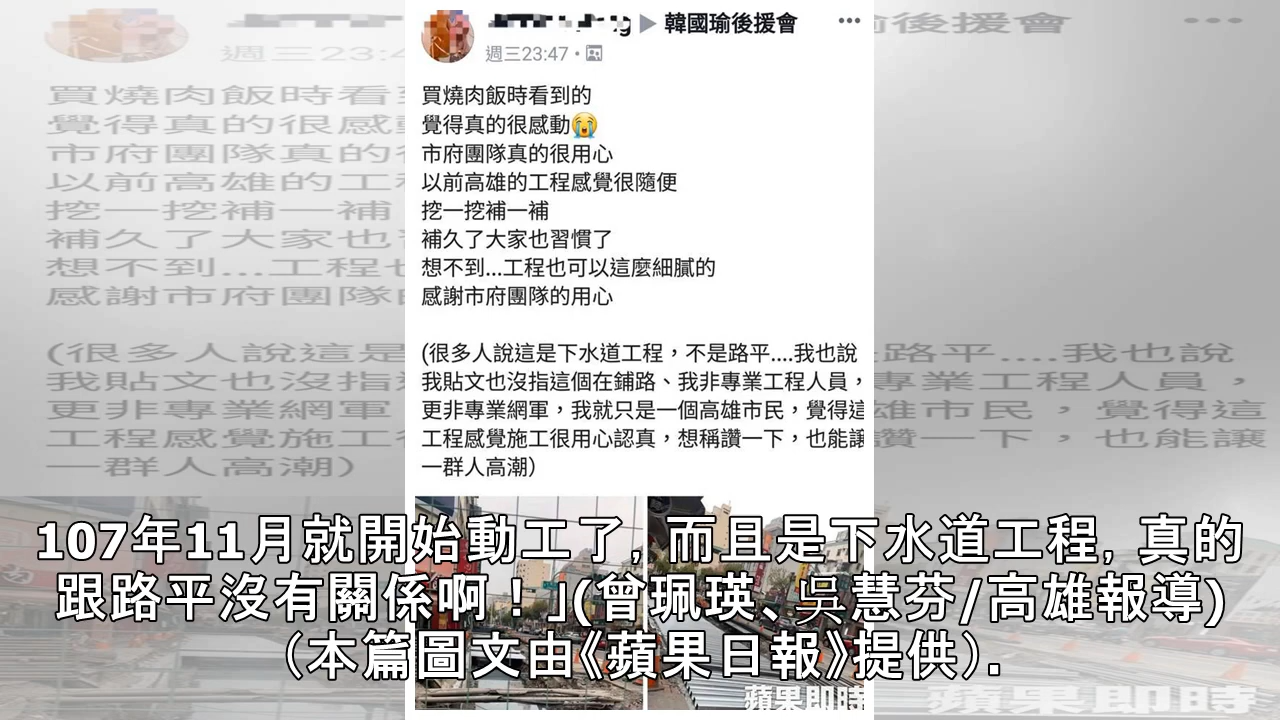 韓國瑜後援會
週三23:47
買燒肉飯時看到的
覺得真的很感動
市府團隊真的很用心
以前高雄的工程感覺很隨便
挖一挖補一補
補久了大家也習慣了
想不到...工程也可以這麼細膩的
感謝市府團隊的用心
(很多人說這是下水道工程，不是路平....我也說
我貼文也沒指這個在鋪路、我非專業工程人員，
更非專業網軍，我就只是一個高雄市民，覺得這
工程感覺施工很用心認真，想稱讚一下，也能讓
一群人高潮)
107年11月就開始動工了, 而且是下水道工程, 真的
跟路平沒有關係啊！」(曾珮瑛、吳慧芬/高雄報導)
（本篇圖文由《蘋果日報》提供）.
蘋果即時
蘋果即時